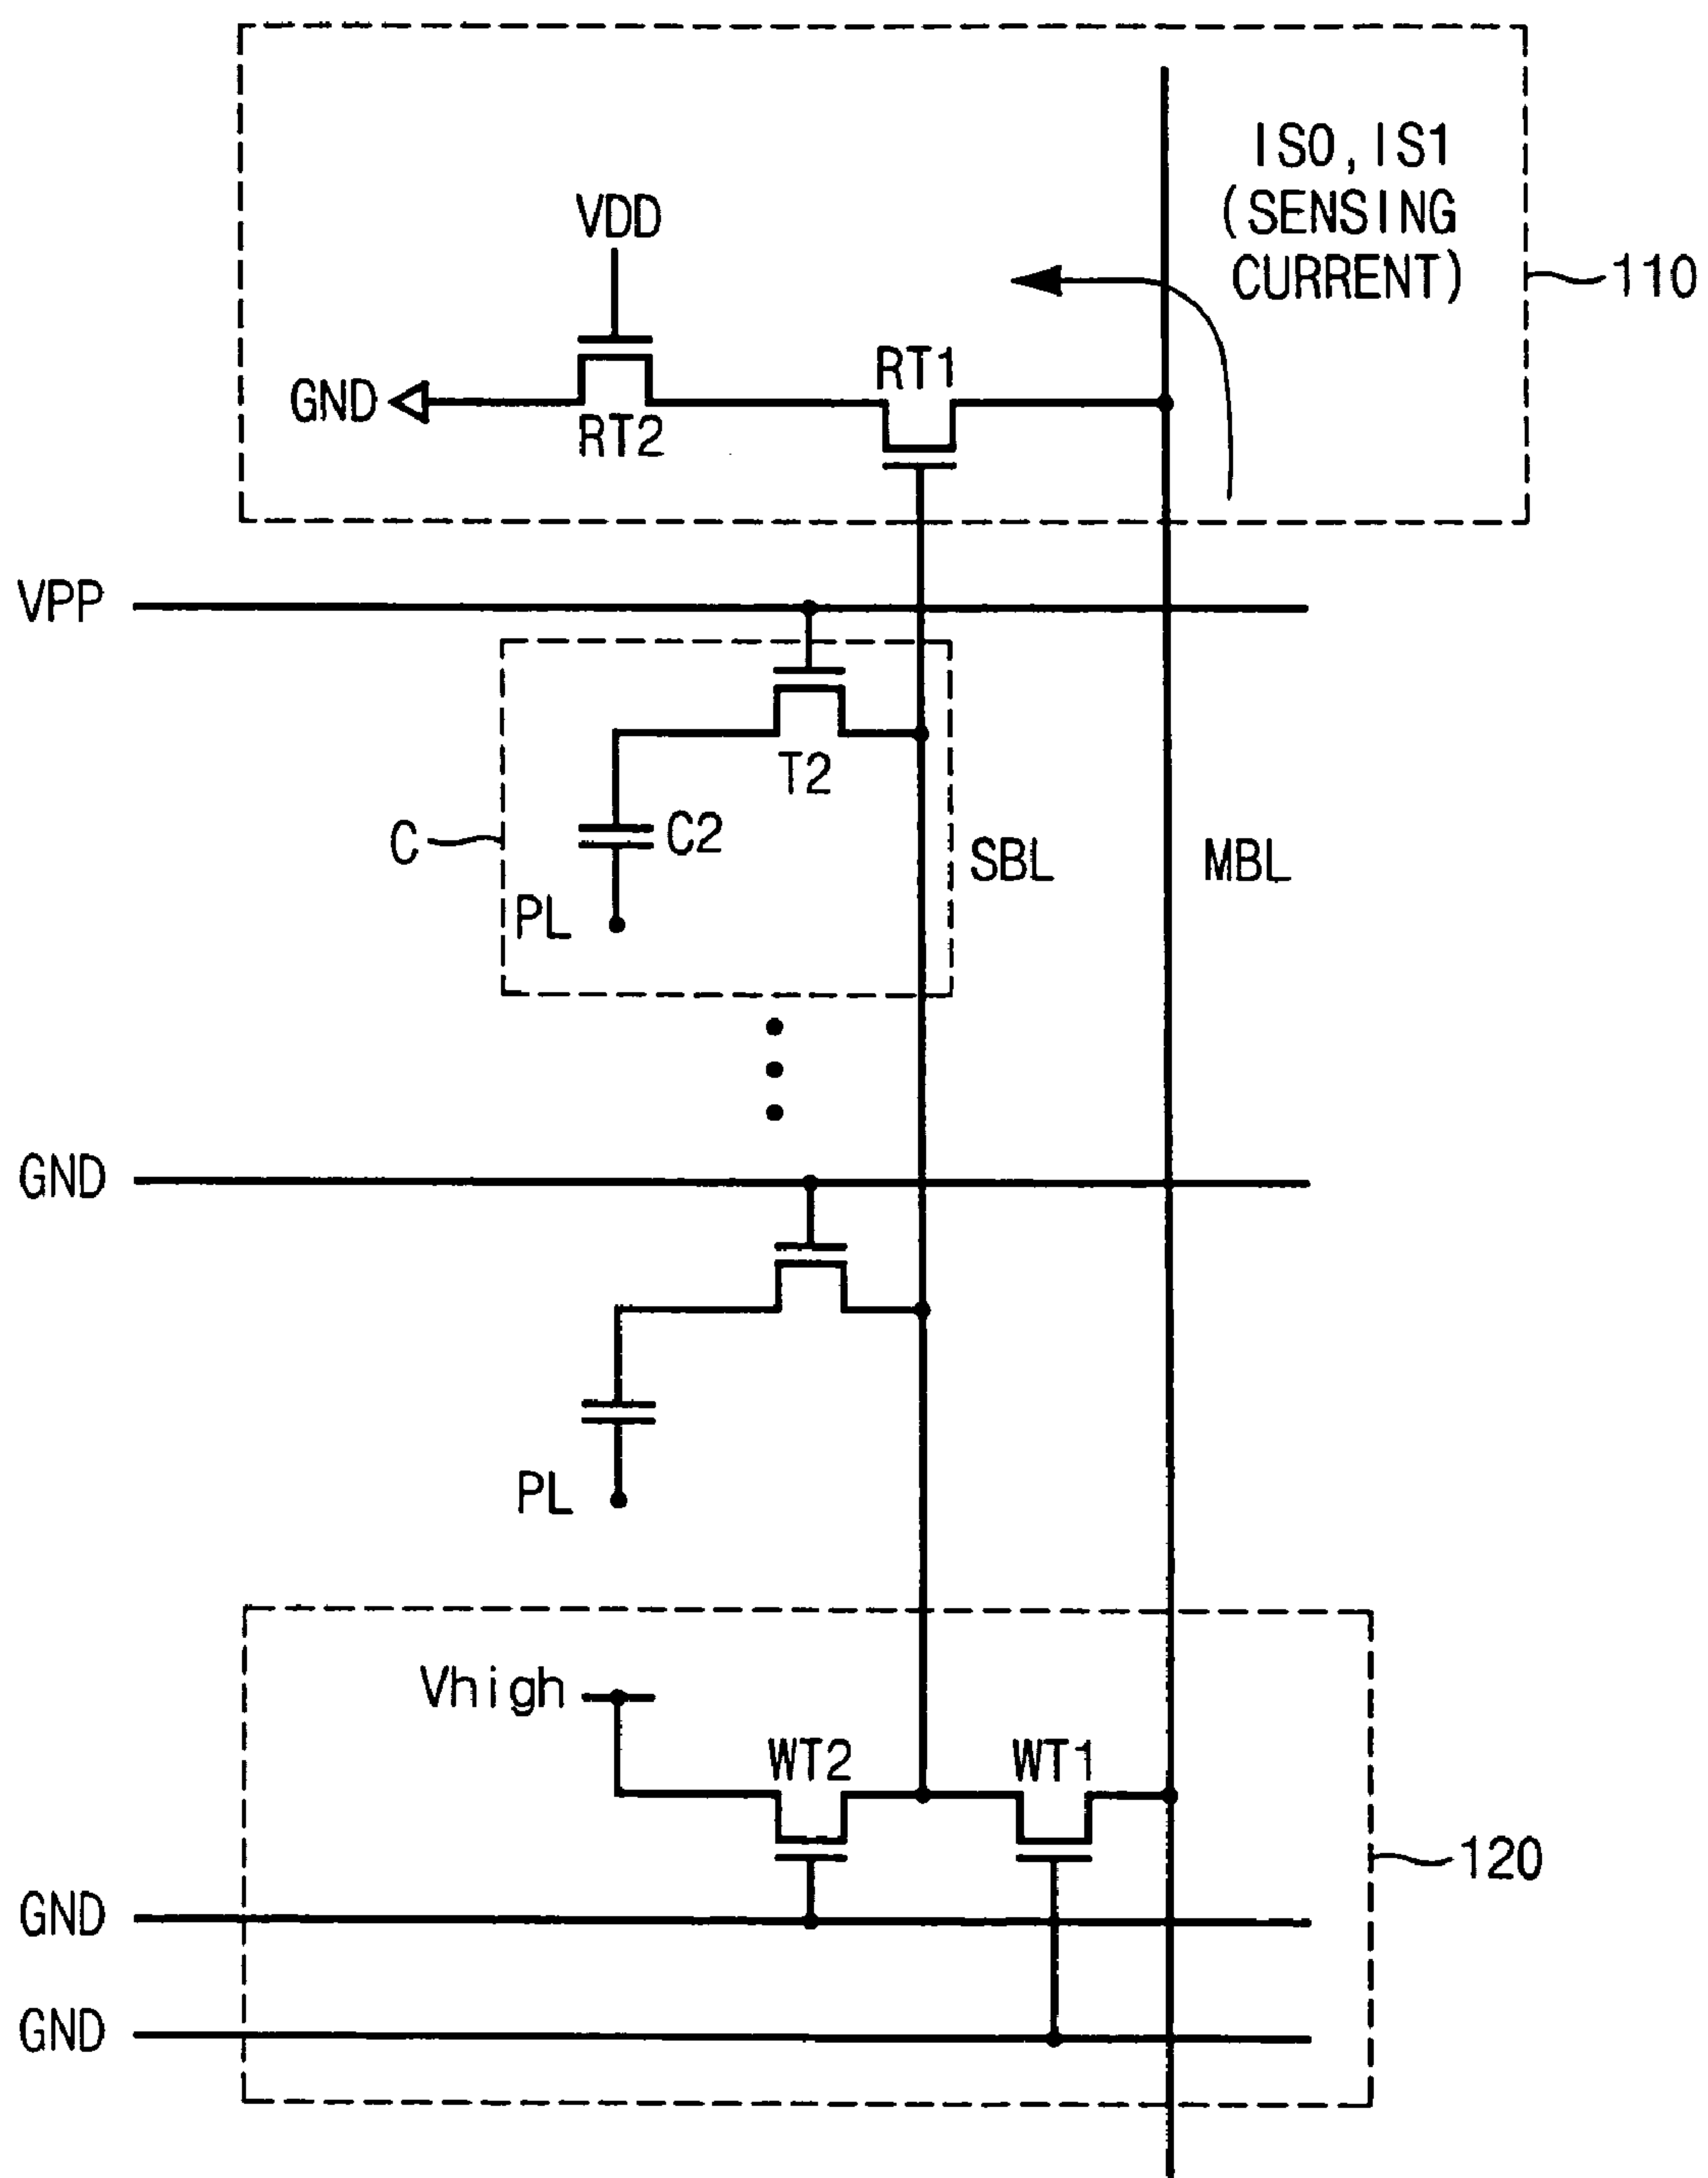 IS0, IS1
(SENSING
CURRENT)
VDD
110
RT1
GND
RT2
VPP
T2
C
C2
SBL
MBL
PL
GND
PL
Vhigh
WT2
WT1
120
GND
GND